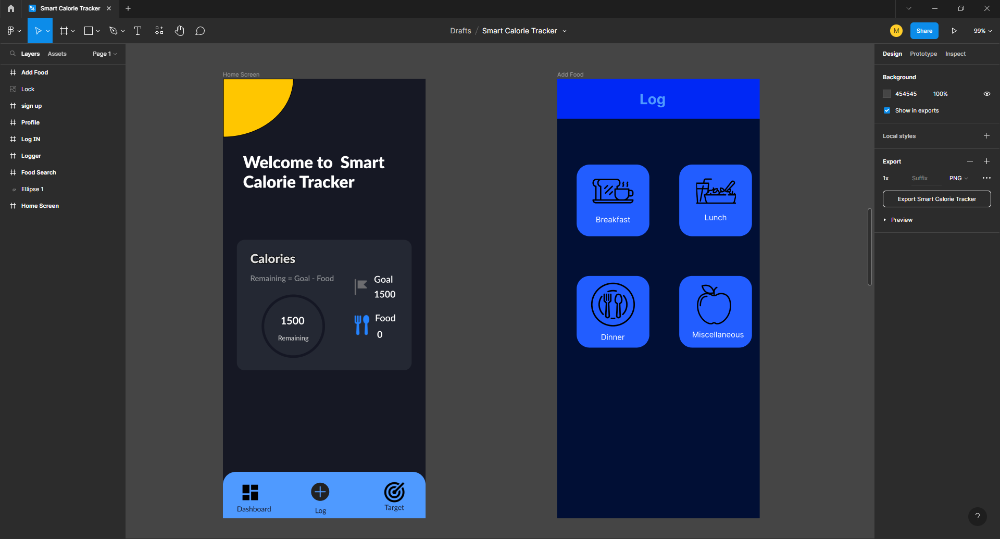 Smart Calorie Tracker
Drafts / Smart Calorie Tracker
M
Share
99%
Layers
Assets
Page 1
Add Food
Lock
sign up
Profile
Log IN
Logger
Food Search
Ellipse 1
Home Screen
Home Screen
Welcome to Smart
Calorie Tracker
Calories
Remaining = Goal - Food
Goal
1500
1500
Remaining
Food
0
Dashboard
Log
Target
Add Food
Log
Breakfast
Lunch
Dinner
Miscellaneous
Design
Prototype
Inspect
Background
454545
100%
Show in exports
Local styles
Export
1x
Suffix
PNG
Export Smart Calorie Tracker
Preview
?